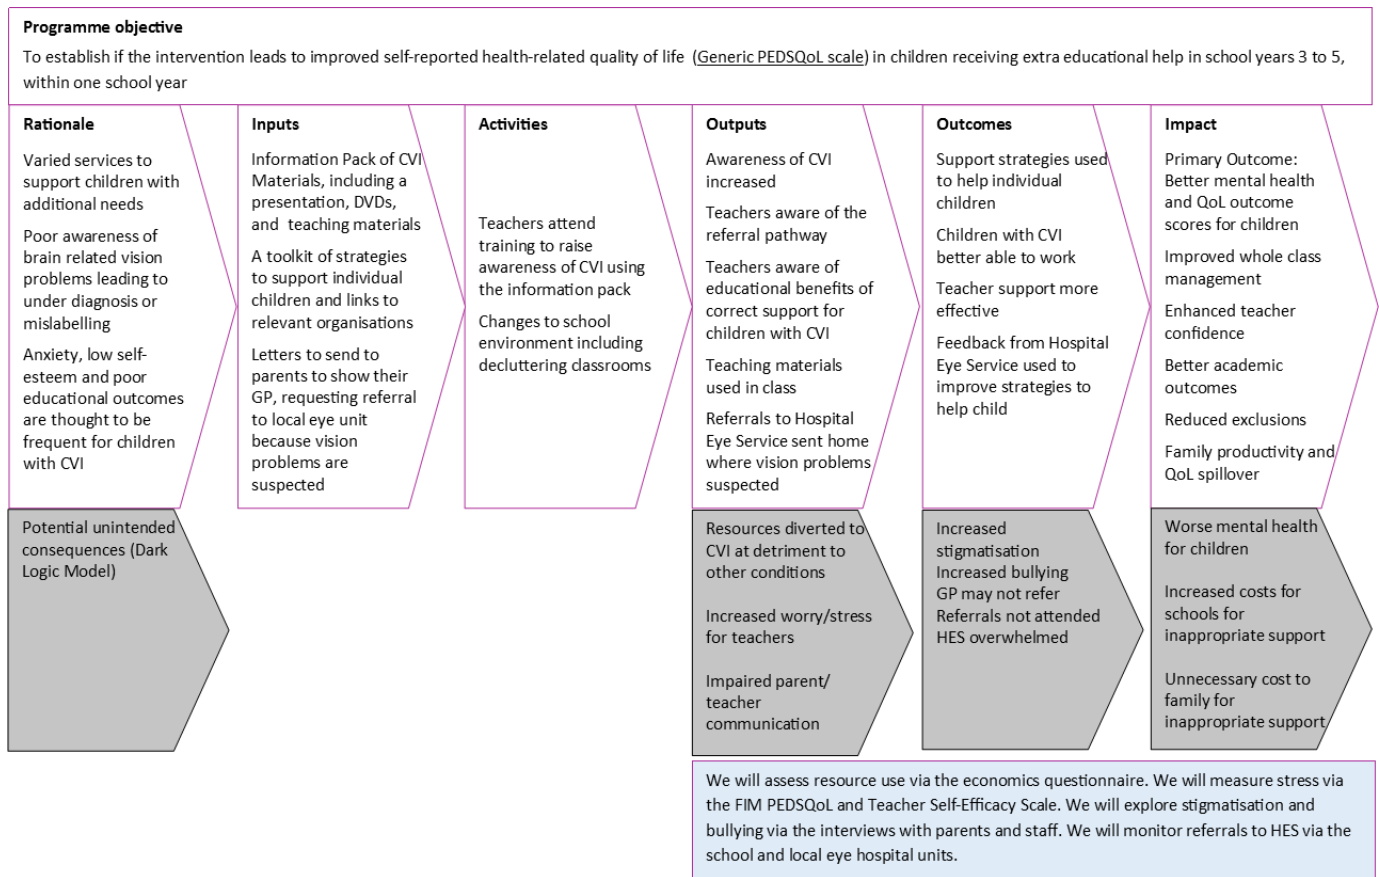 Programme objective
To establish if the intervention leads to improved self-reported health-related quality of life (Generic PEDSQoL scale) in children receiving extra educational help in school years 3 to 5,
within one school year
Rationale
Varied services to
support children with
additional needs
Poor awareness of
brain related vision
problems leading to
under diagnosis or
mislabelling
Anxiety, low self-
esteem and poor
educational outcomes
are thought to be
frequent for children
with CVI
Inputs
Information Pack of CVI
Materials, including a
presentation, DVDs,
and teaching materials
A toolkit of strategies
to support individual
children and links to
relevant organisations
Letters to send to
parents to show their
GP, requesting referral
to local eye unit
because vision
problems are
suspected
Activities
Teachers attend
training to raise
awareness of CVI using
the information pack
Changes to school
environment including
decluttering classrooms
Outputs
Awareness of CVI
increased
Teachers aware of the
referral pathway
Teachers aware of
educational benefits of
correct support for
children with CVI
Teaching materials
used in class
Referrals to Hospital
Eye Service sent home
where vision problems
suspected
Outcomes
Support strategies used
to help individual
children
Children with CVI
better able to work
Teacher support more
effective
Feedback from Hospital
Eye Service used to
improve strategies to
help child
Impact
Primary Outcome:
Better mental health
and QoL outcome
scores for children
Improved whole class
management
Enhanced teacher
confidence
Better academic
outcomes
Reduced exclusions
Family productivity and
QoL spillover
Potential unintended
consequences (Dark
Logic Model)
Resources diverted to
CVI at detriment to
other conditions
Increased worry/stress
for teachers
Impaired parent/
teacher
communication
Increased
stigmatisation
Increased bullying
GP may not refer
Referrals not attended
HES overwhelmed
Worse mental health
for children
Increased costs for
schools for
inappropriate support
Unnecessary cost to
family for
inappropriate support
We will assess resource use via the economics questionnaire. We will measure stress via
the FIM PEDSQoL and Teacher Self-Efficacy Scale. We will explore stigmatisation and
bullying via the interviews with parents and staff. We will monitor referrals to HES via the
school and local eye hospital units.